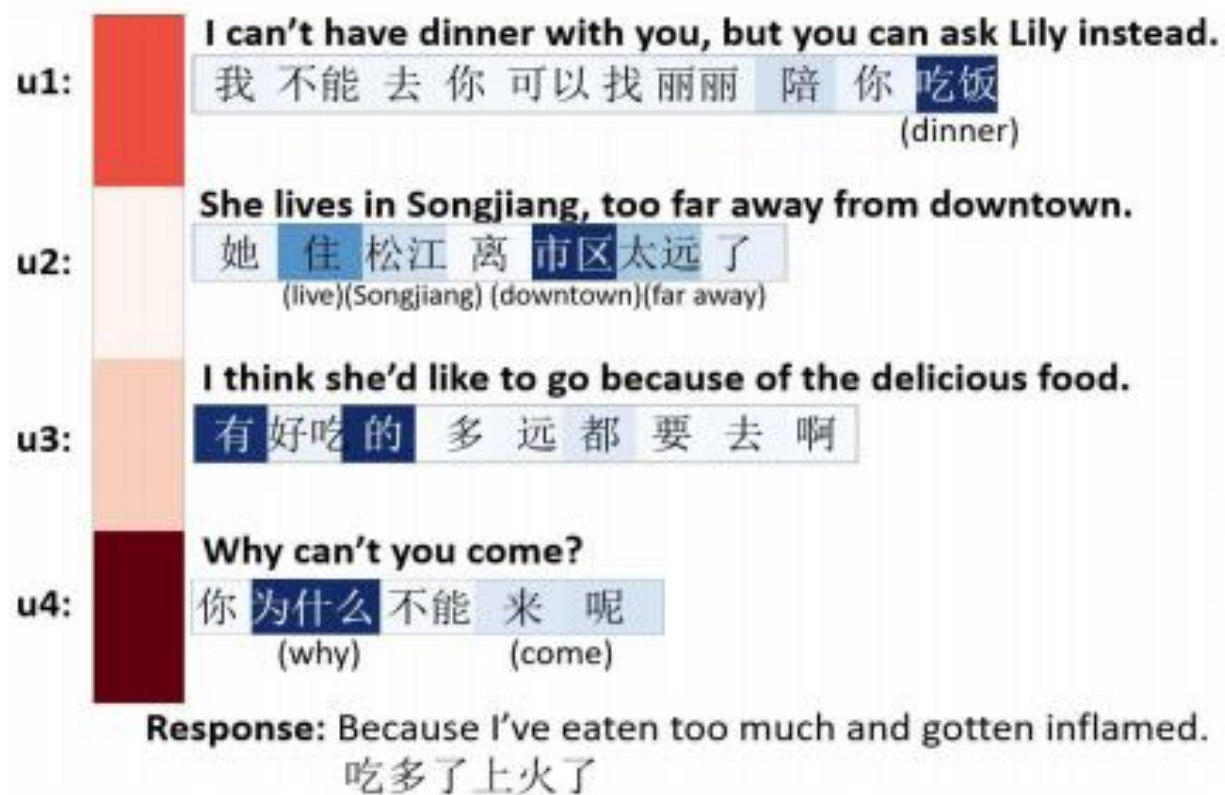 I can't have dinner with you, but you can ask Lily instead.
u1: 我 不能 去 你 可以 找 丽丽 陪 你 吃饭
(dinner)
She lives in Songjiang, too far away from downtown.
u2: 她 住 松江 离 市区 太远 了
(live)(Songjiang) (downtown)(far away)
I think she'd like to go because of the delicious food.
u3: 有 好吃 的 多 远 都 要 去 啊
Why can't you come?
u4: 你 为什么 不能 来 呢
(why) (come)
Response: Because I've eaten too much and gotten inflamed.
吃多了上火了